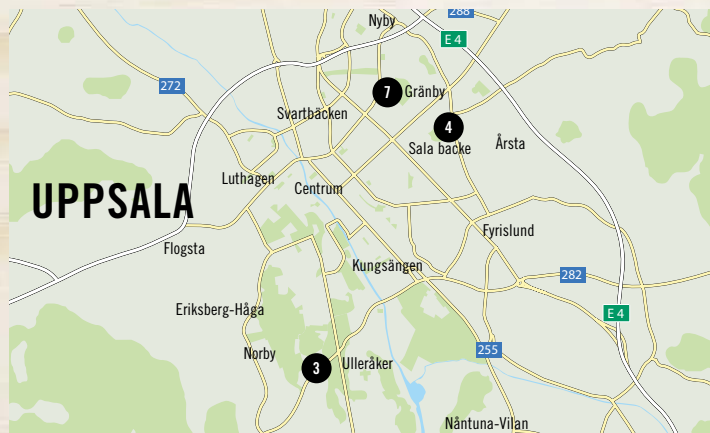 288
Nyby
E 4
272
7
Gränby
Svartbäcken
4
Sala backe
Årsta
Luthagen
Centrum
UPPSALA
Fyrislund
Flogsta
Kungsängen
282
Eriksberg-Håga
E 4
255
Norby
3
Ulleråker
Nåntuna-Vilan